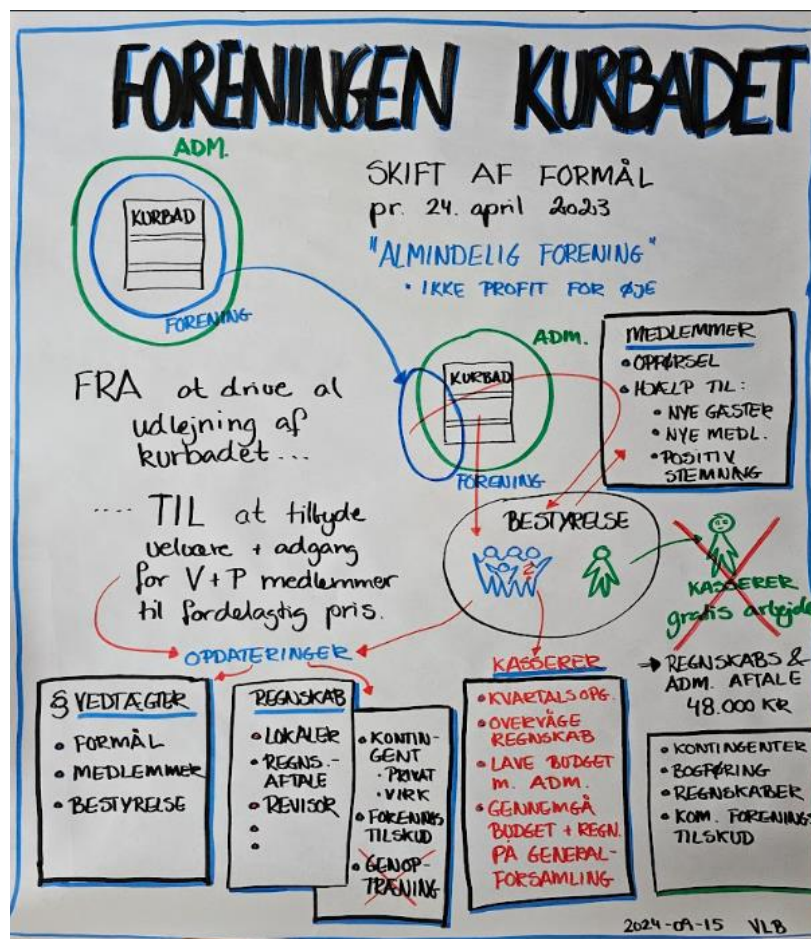 FORENINGEN KURBADET
ADM.
KURBAD
FORENING
SKIFT AF FORMÅL
pr. 24. april 2023
"ALMINDELIG FORENING"
• IKKE PROFIT FOR ØJE
FRA at drive al
udlejning af
kurbadet...
.... TIL at tilbyde
velvære + adgang
for V+P medlemmer
til fordelagtig pris.
ADM.
KURBAD
FORENING
MEDLEMMER
• OPFØRSEL
• HJÆLP TIL:
• NYE GÆSTER
• NYE MEDL.
• POSITIV
STEMNING
BESTYRELSE
KASSERER
gratis arbejde
OPDATERINGER
§ VEDTÆGTER
• FORMÅL
• MEDLEMMER
• BESTYRELSE
REGNSKAB
• LOKALER
• REGNS.-
AFTALE
• REVISOR
•
•
• KONTIN-
GENT
• PRIVAT
• VIRK
• FORENINGS
TILSKUD
• GENOP-
TRÆNING
KASSERER
• KVARTALSOPG.
• OVERVÅGE
REGNSKAB
• LAVE BUDGET
m. ADM.
• GENNEMGÅ
BUDGET + REGN.
PÅ GENERAL-
FORSAMLING
→ REGNSKABS &
ADM. AFTALE
48.000 KR
• KONTINGENTER
• BOGFØRING
• REGNSKABER
• KOM. FORENINGS
TILSKUD
2024-09-15 VLB